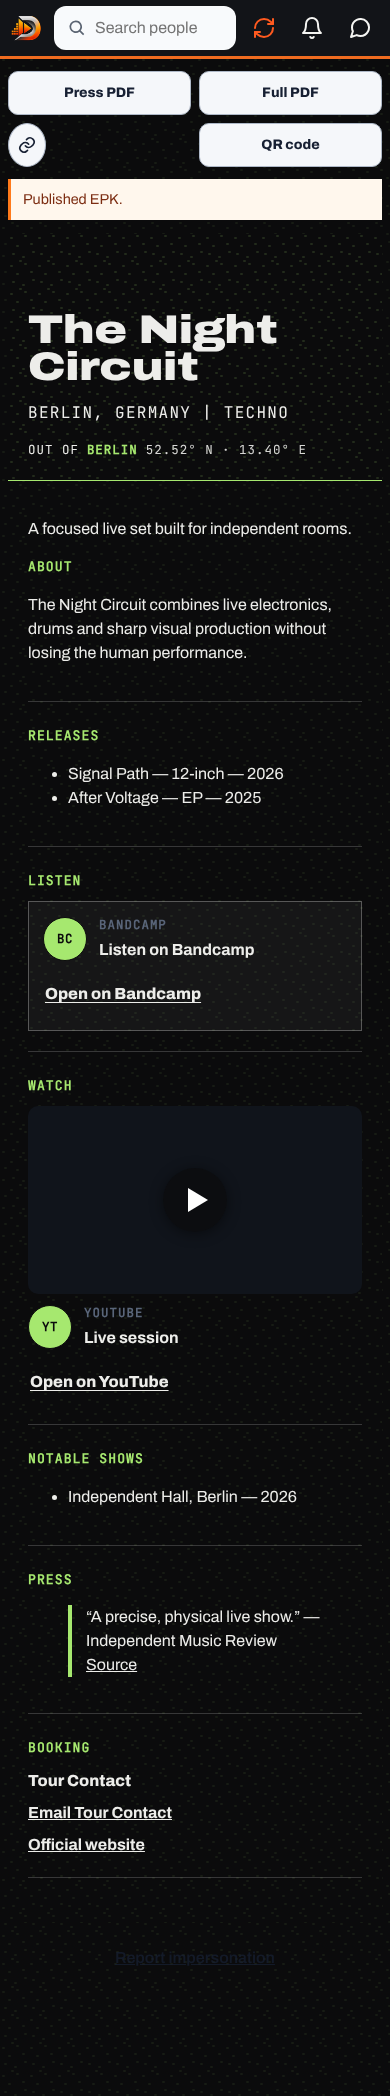 Search people
Press PDF
Full PDF
QR code
Published EPK.
The Night
Circuit
BERLIN, GERMANY | TECHNO
OUT OF BERLIN 52.52° N · 13.40° E
A focused live set built for independent rooms.
ABOUT
The Night Circuit combines live electronics,
drums and sharp visual production without
losing the human performance.
RELEASES
• Signal Path — 12-inch — 2026
• After Voltage — EP — 2025
LISTEN
BC
BANDCAMP
Listen on Bandcamp
Open on Bandcamp
WATCH
YT
YOUTUBE
Live session
Open on YouTube
NOTABLE SHOWS
• Independent Hall, Berlin — 2026
PRESS
“A precise, physical live show.” —
Independent Music Review
Source
BOOKING
Tour Contact
Email Tour Contact
Official website
Report impersonation